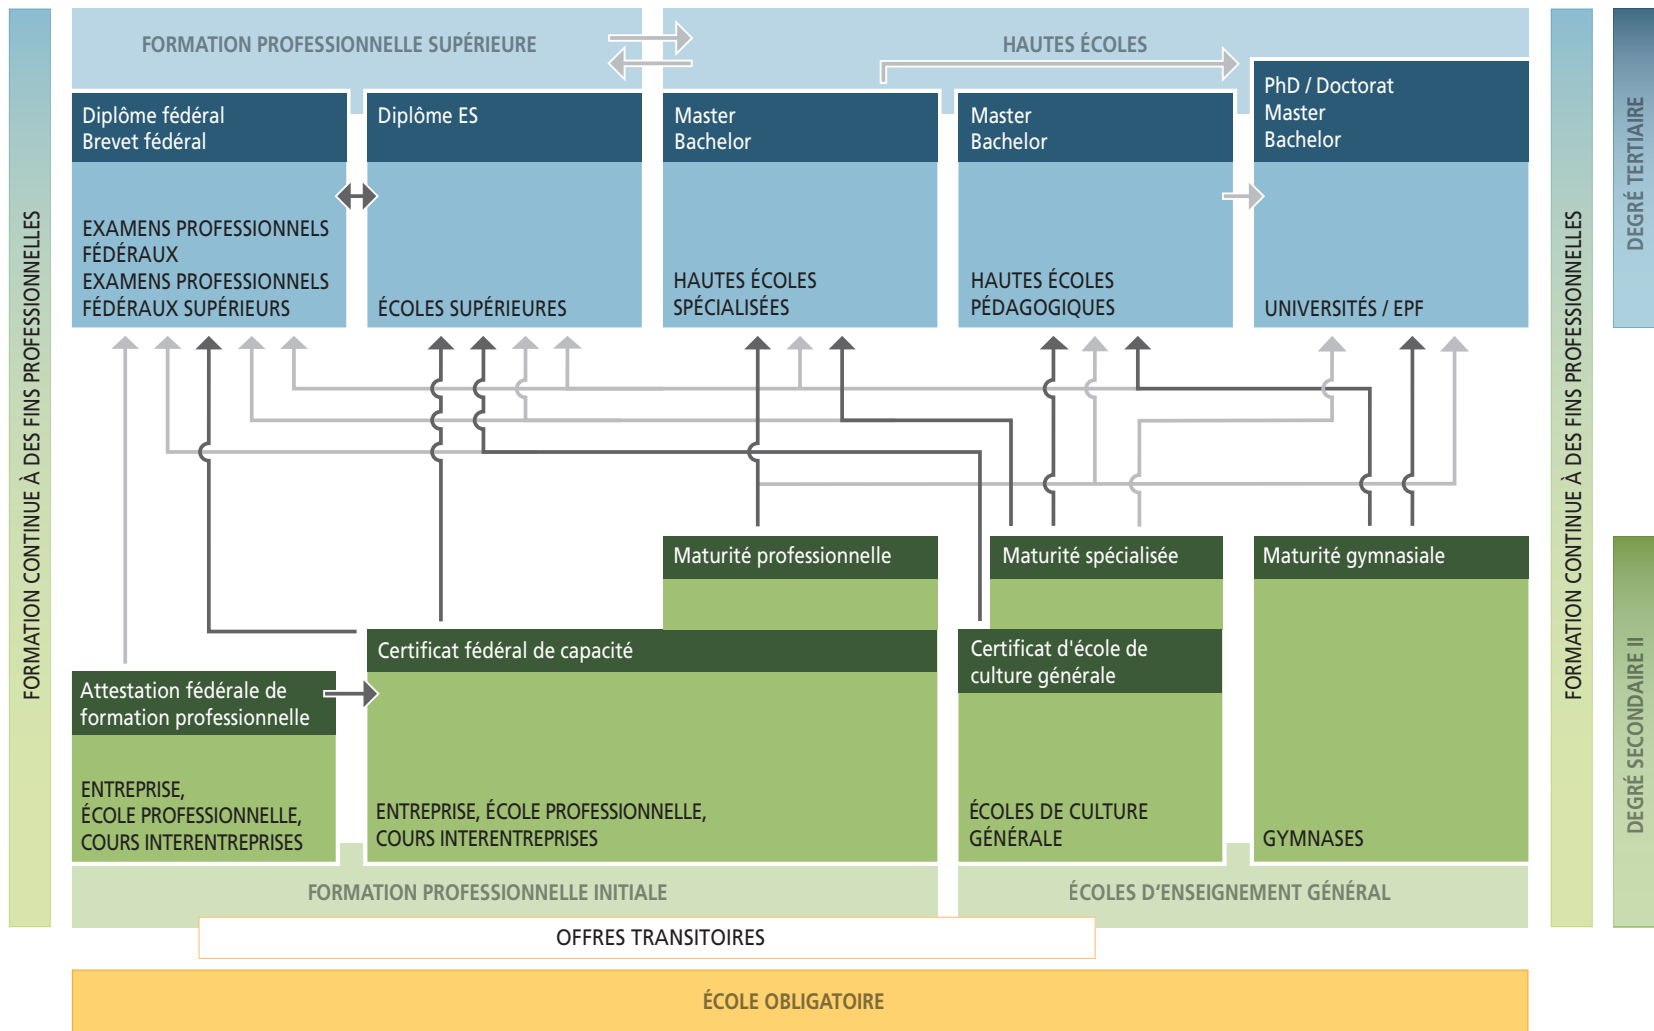 FORMATION CONTINUE À DES FINS PROFESSIONNELLES
FORMATION PROFESSIONNELLE SUPÉRIEURE
HAUTES ÉCOLES
Diplôme fédéral
Brevet fédéral
Diplôme ES
Master
Bachelor
Master
Bachelor
PhD / Doctorat
Master
Bachelor
EXAMENS PROFESSIONNELS
FÉDÉRAUX
EXAMENS PROFESSIONNELS
FÉDÉRAUX SUPÉRIEURS
ÉCOLES SUPÉRIEURES
HAUTES ÉCOLES
SPÉCIALISÉES
HAUTES ÉCOLES
PÉDAGOGIQUES
UNIVERSITÉS / EPF
Maturité professionnelle
Maturité spécialisée
Maturité gymnasiale
Certificat fédéral de capacité
Certificat d'école de
culture générale
Attestation fédérale de
formation professionnelle
ENTREPRISE,
ÉCOLE PROFESSIONNELLE,
COURS INTERENTREPRISES
ENTREPRISE, ÉCOLE PROFESSIONNELLE,
COURS INTERENTREPRISES
ÉCOLES DE CULTURE
GÉNÉRALE
GYMNASES
FORMATION PROFESSIONNELLE INITIALE
ÉCOLES D‘ENSEIGNEMENT GÉNÉRAL
OFFRES TRANSITOIRES
ÉCOLE OBLIGATOIRE
FORMATION CONTINUE À DES FINS PROFESSIONNELLES
DEGRÉ TERTIAIRE
DEGRÉ SECONDAIRE II